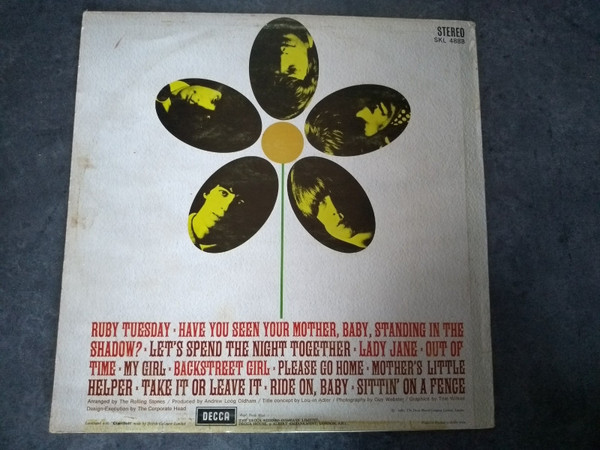 STEREO
SKL 4888
RUBY TUESDAY · HAVE YOU SEEN YOUR MOTHER, BABY, STANDING IN THE
SHADOW? · LET'S SPEND THE NIGHT TOGETHER · LADY JANE · OUT OF
TIME · MY GIRL · BACKSTREET GIRL · PLEASE GO HOME · MOTHER'S LITTLE
HELPER · TAKE IT OR LEAVE IT · RIDE ON, BABY · SITTIN' ON A FENCE
Arranged by The Rolling Stones / Produced by Andrew Loog Oldham / Title concept by Lou Adler / Photography by Guy Webster / Graphics by Tom Wilkes
Design-Execution by The Corporate Head
DECCA